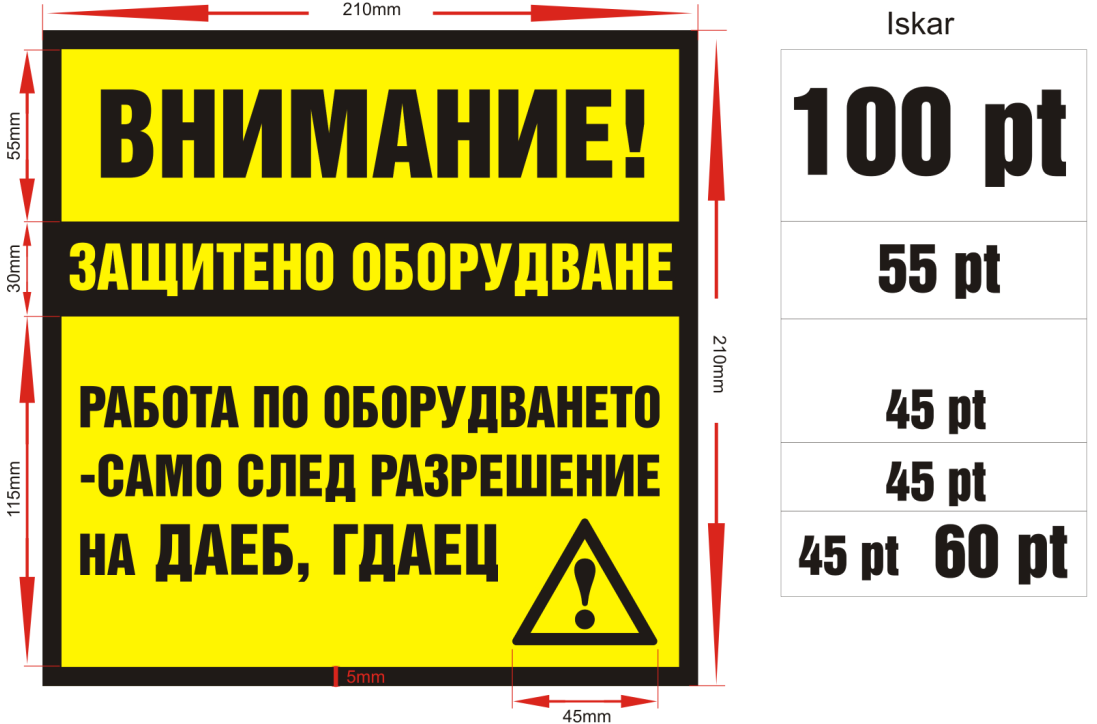 210mm
Iskar
55mm
ВНИМАНИЕ!
100 pt
30mm
ЗАЩИТЕНО ОБОРУДВАНЕ
55 pt
210mm
115mm
РАБОТА ПО ОБОРУДВАНЕТО
45 pt
-САМО СЛЕД РАЗРЕШЕНИЕ
45 pt
НА ДАЕБ, ГДАЕЦ
45 pt 60 pt
!
5mm
45mm